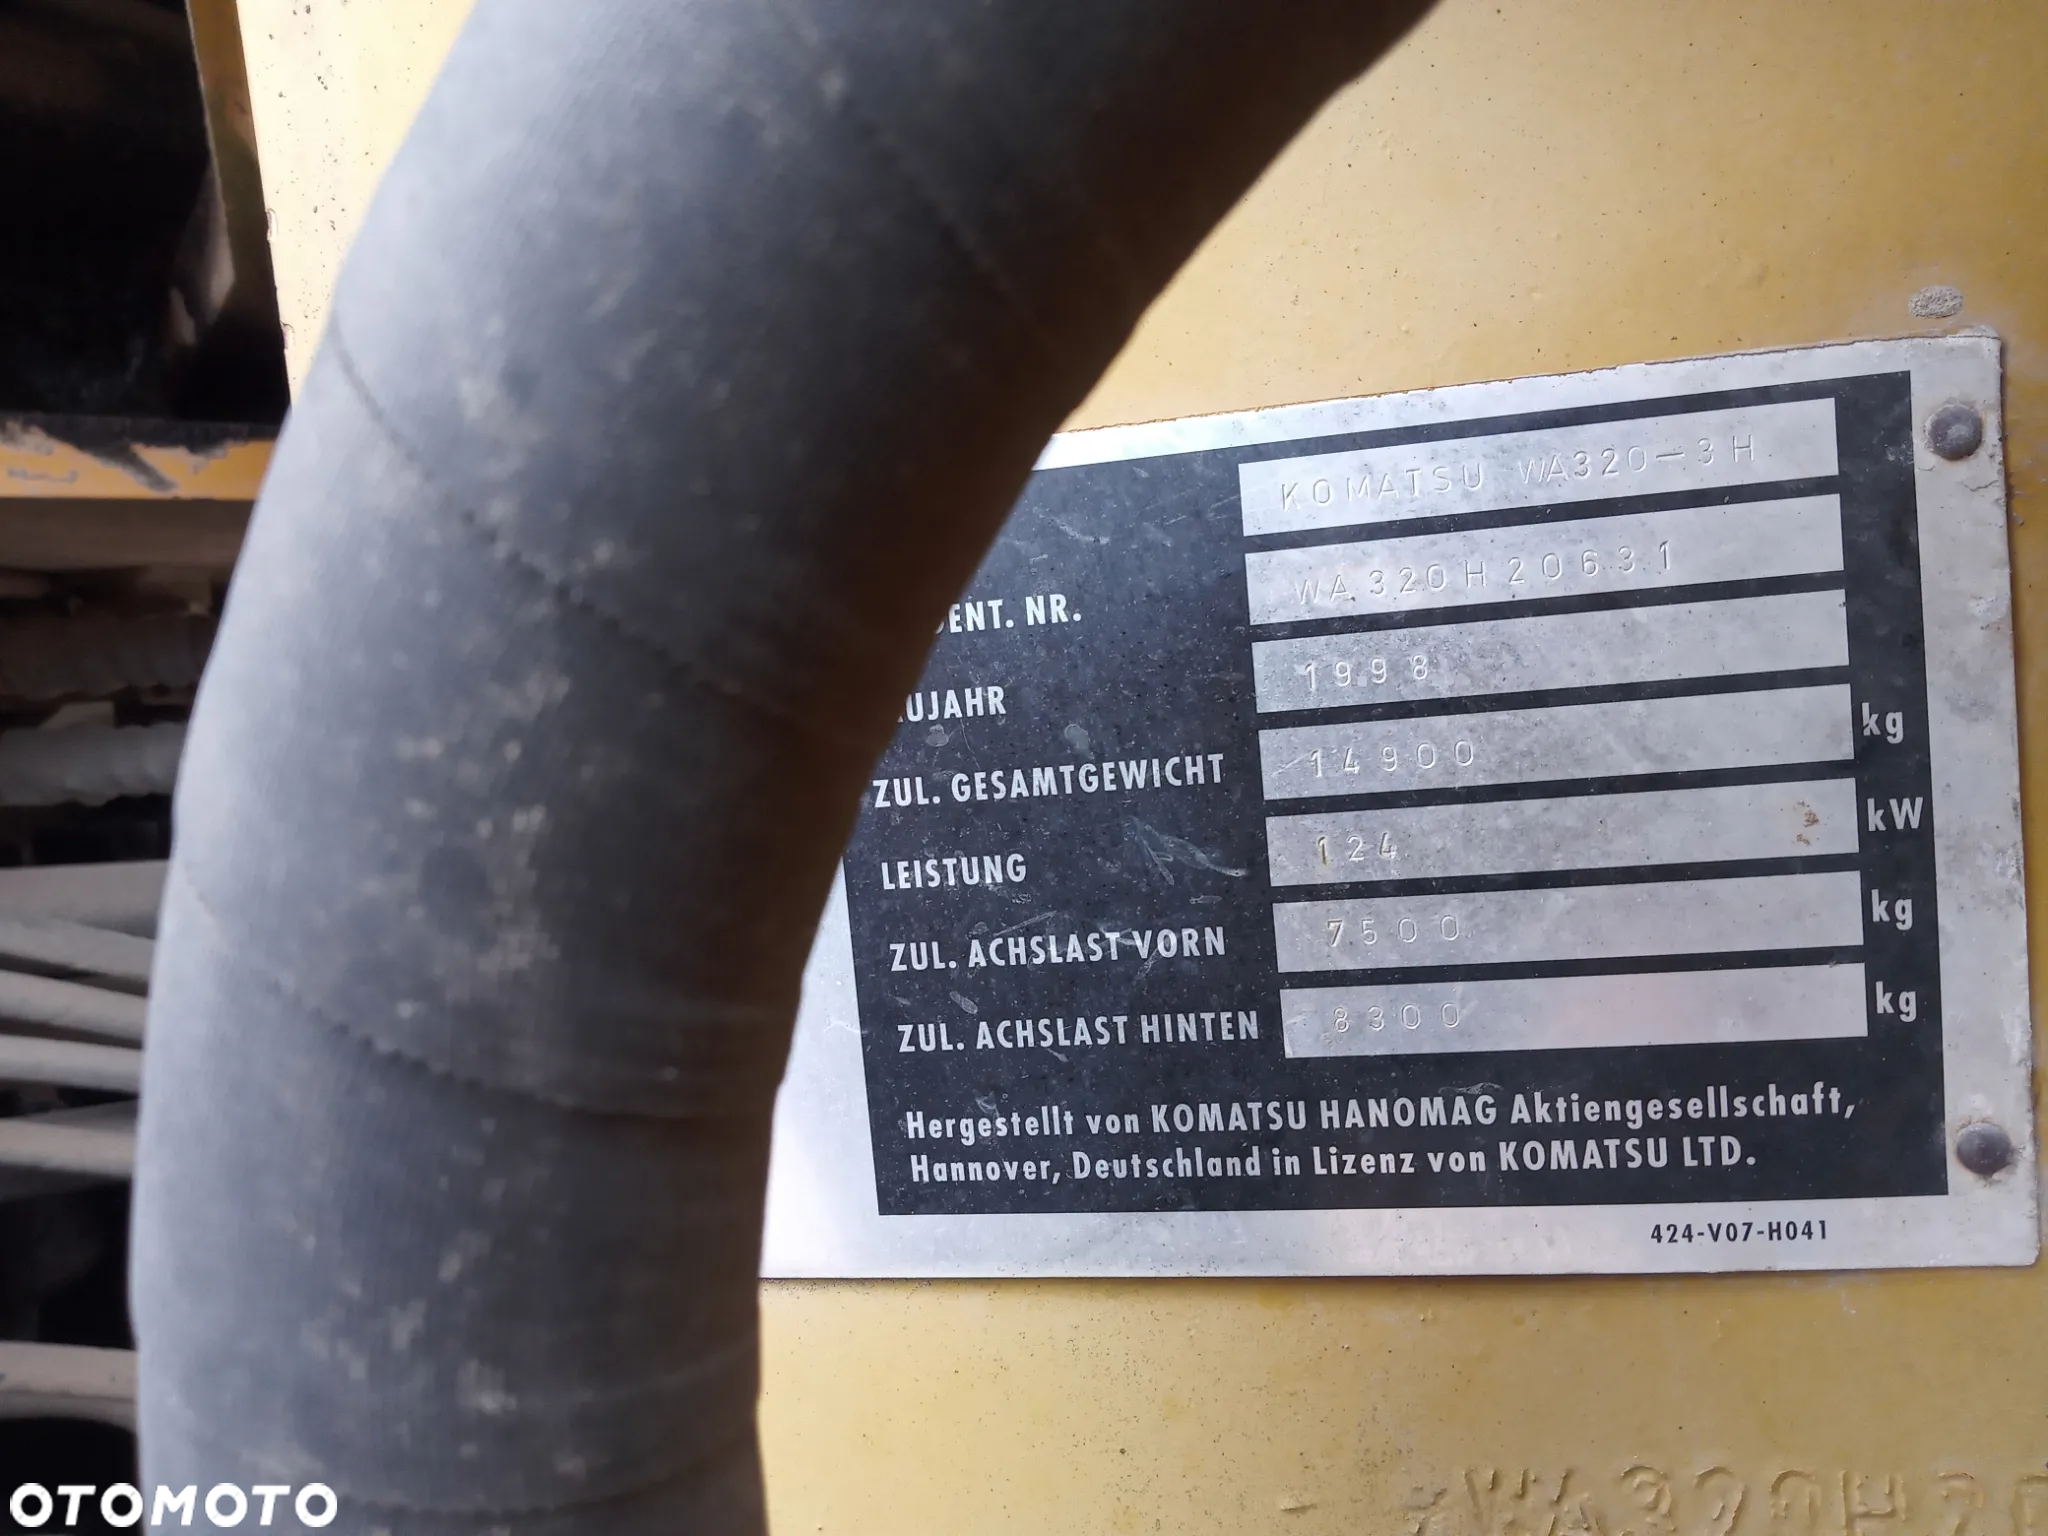 KOMATSU WA320-3H
ENT. NR. WA320H20631
UJAHR 1998
ZUL. GESAMTGEWICHT 14900 kg
LEISTUNG 124 kW
ZUL. ACHSLAST VORN 7500 kg
ZUL. ACHSLAST HINTEN 8300 kg
Hergestellt von KOMATSU HANOMAG Aktiengesellschaft,
Hannover, Deutschland in Lizenz von KOMATSU LTD.
424-V07-H041
OTOMOTO